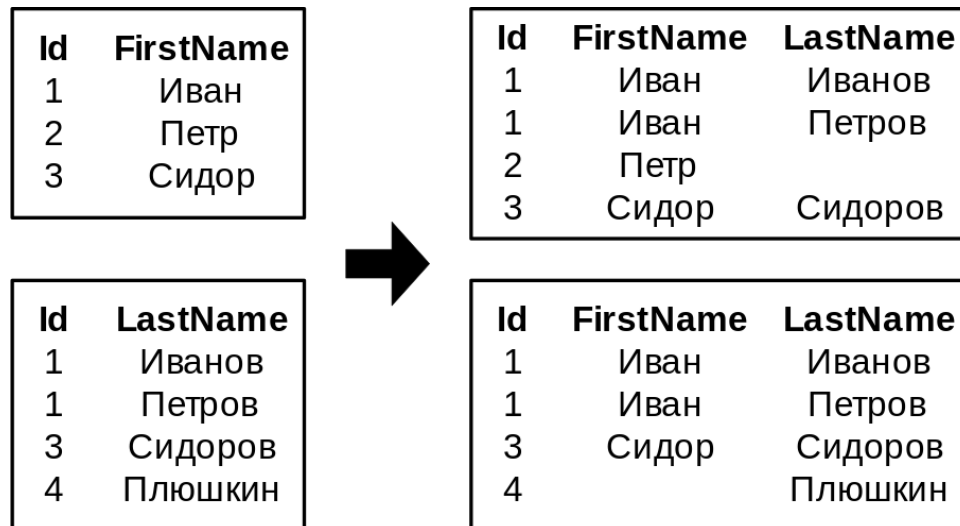 Id FirstName
1 Иван
2 Петр
3 Сидор
Id LastName
1 Иванов
1 Петров
3 Сидоров
4 Плюшкин
Id FirstName LastName
1 Иван Иванов
1 Иван Петров
2 Петр
3 Сидор Сидоров
Id FirstName LastName
1 Иван Иванов
1 Иван Петров
3 Сидор Сидоров
4 Плюшкин